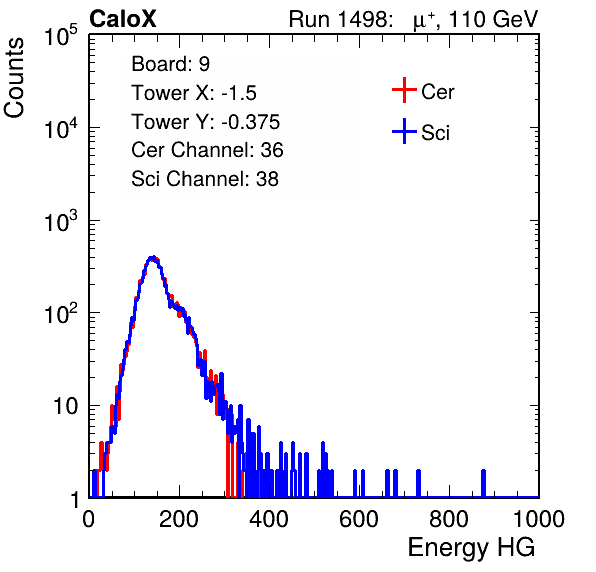 CaloX Run 1498: μ⁺, 110 GeV
Counts
10⁵
10⁴
10³
10²
10
1
Board: 9
Tower X: -1.5
Tower Y: -0.375
Cer Channel: 36
Sci Channel: 38
Cer
Sci
0 200 400 600 800 1000
Energy HG